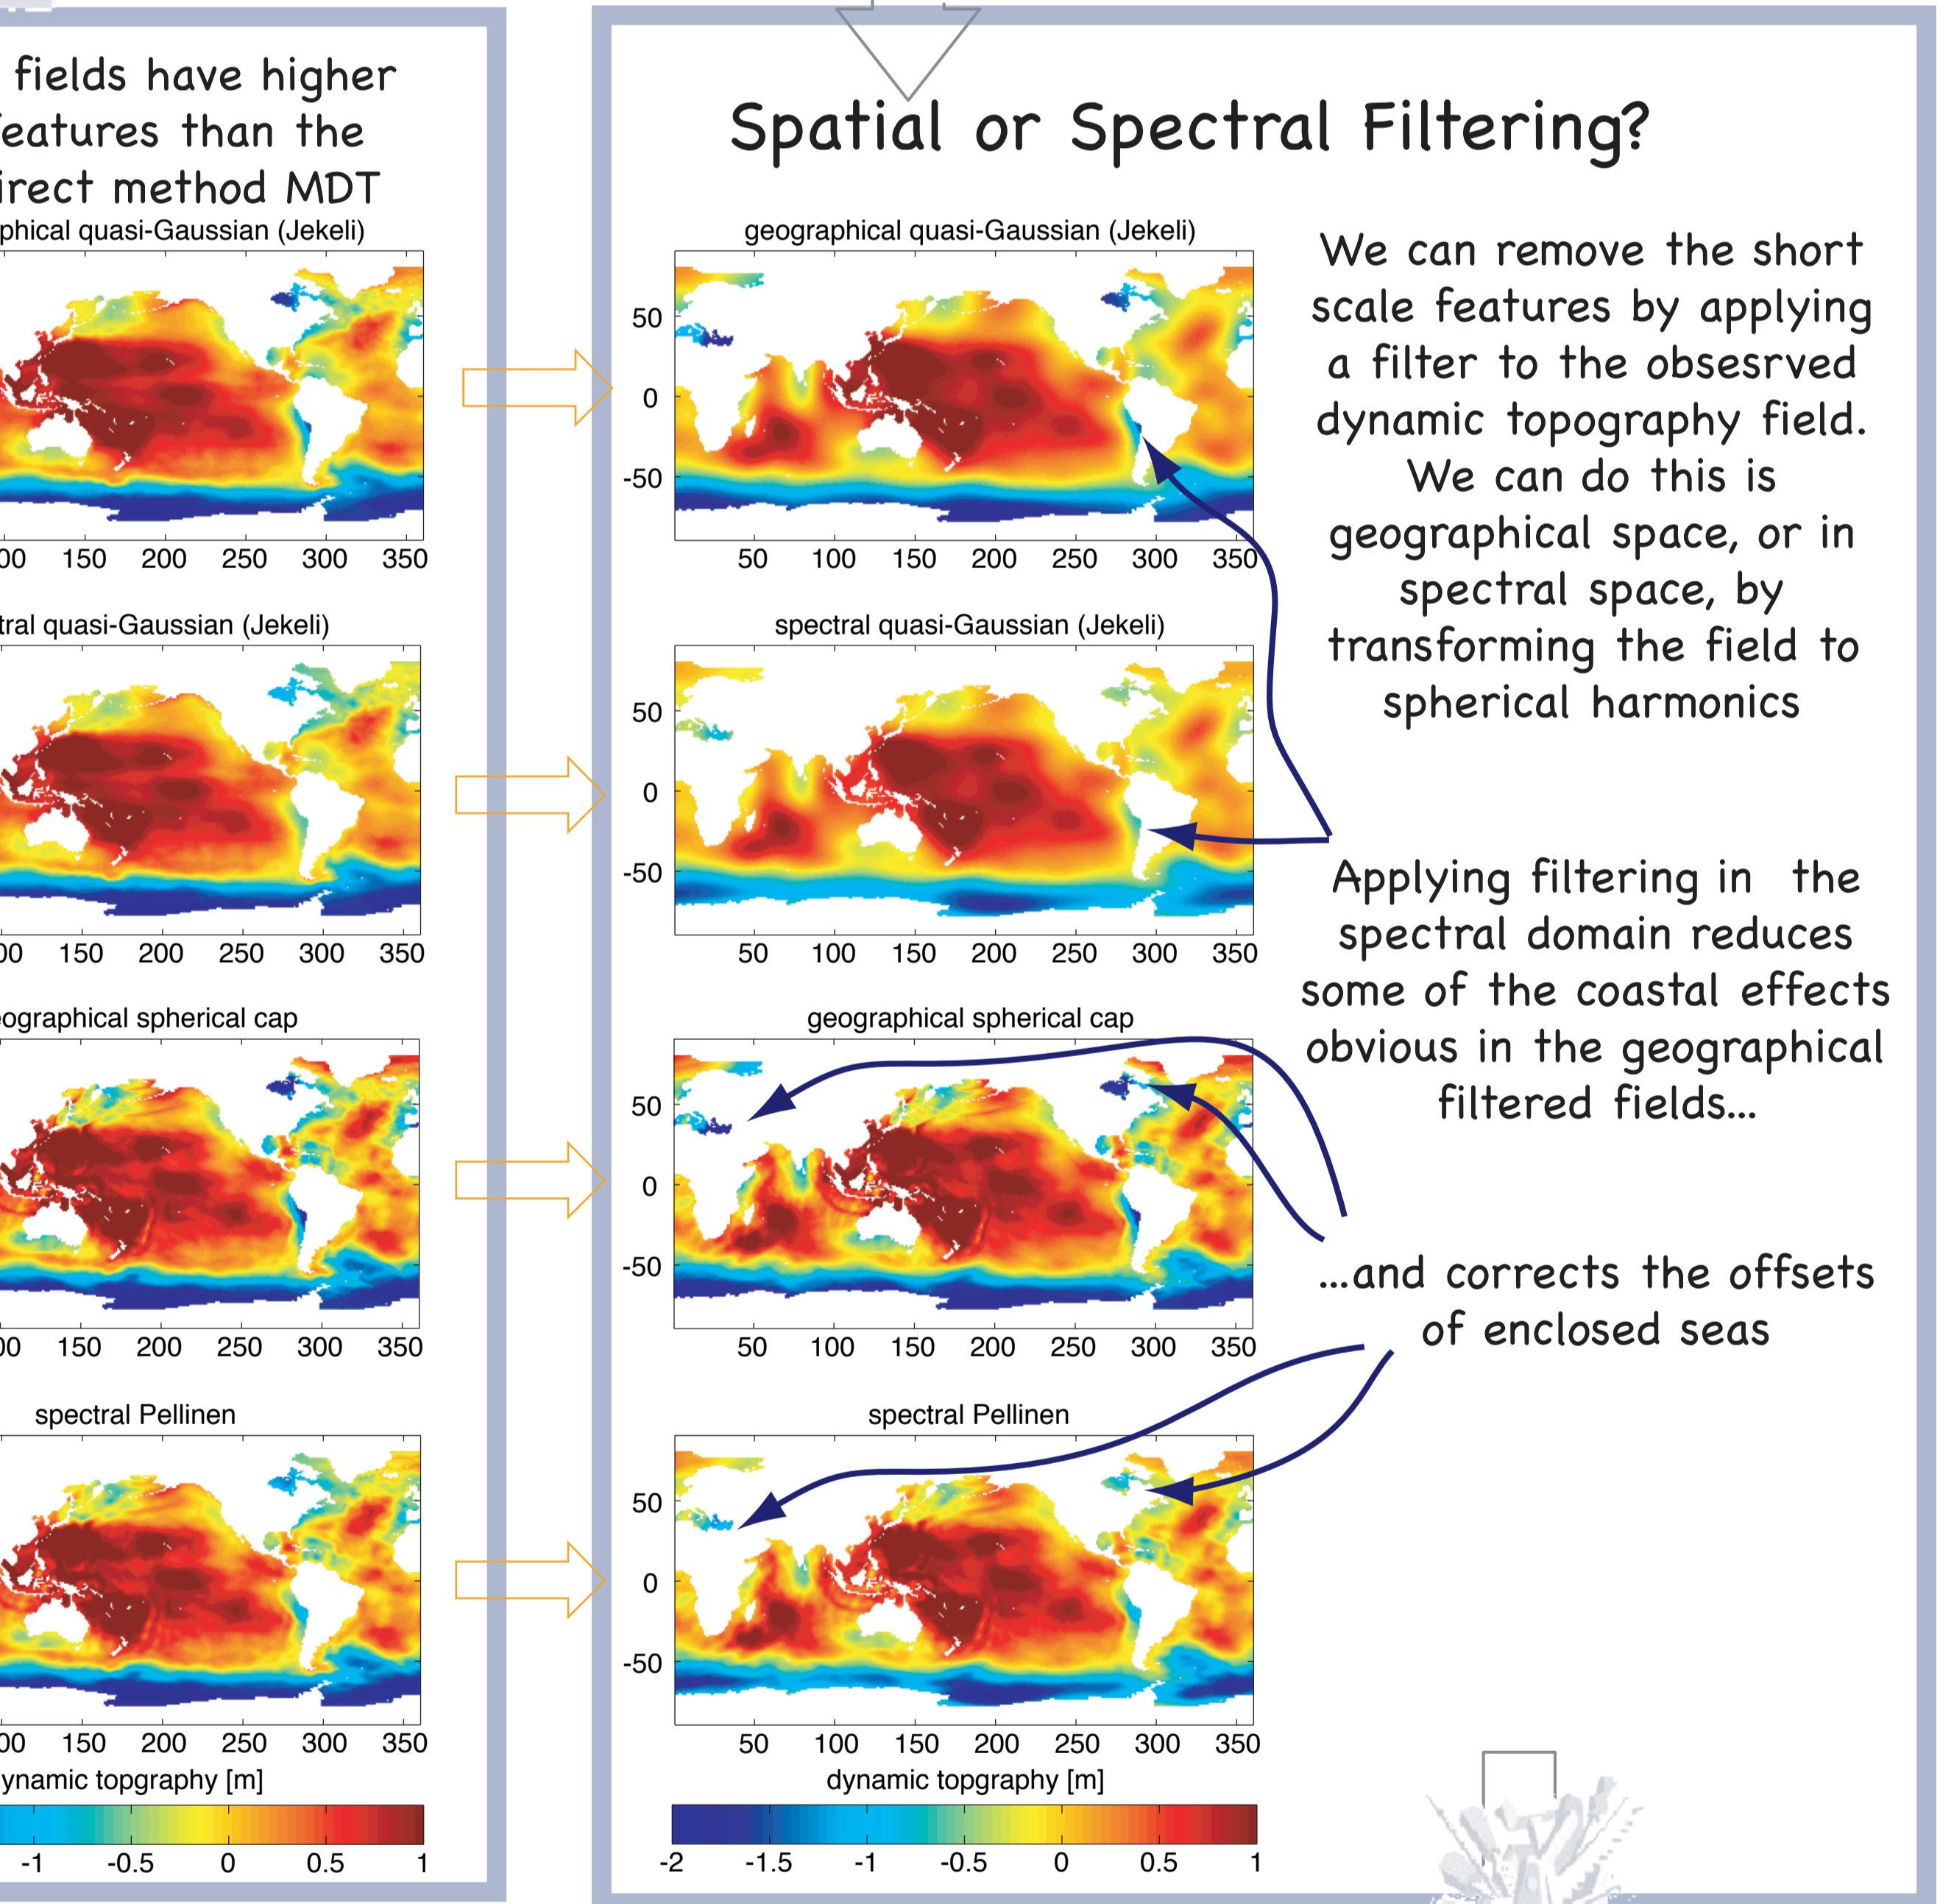 fields have higher
features than the
irect method MDT
phical quasi-Gaussian (Jekeli)
00 150 200 250 300 350
tral quasi-Gaussian (Jekeli)
00 150 200 250 300 350
ographical spherical cap
00 150 200 250 300 350
spectral Pellinen
00 150 200 250 300 350
ynamic topgraphy [m]
-1 -0.5 0 0.5 1
Spatial or Spectral Filtering?
geographical quasi-Gaussian (Jekeli)
50
0
-50
50 100 150 200 250 300 350
spectral quasi-Gaussian (Jekeli)
50
0
-50
50 100 150 200 250 300 350
geographical spherical cap
50
0
-50
50 100 150 200 250 300 350
spectral Pellinen
50
0
-50
50 100 150 200 250 300 350
dynamic topgraphy [m]
-2 -1.5 -1 -0.5 0 0.5 1
We can remove the short
scale features by applying
a filter to the obsesrved
dynamic topography field.
We can do this is
geographical space, or in
spectral space, by
transforming the field to
spherical harmonics
Applying filtering in the
spectral domain reduces
some of the coastal effects
obvious in the geographical
filtered fields...
...and corrects the offsets
of enclosed seas